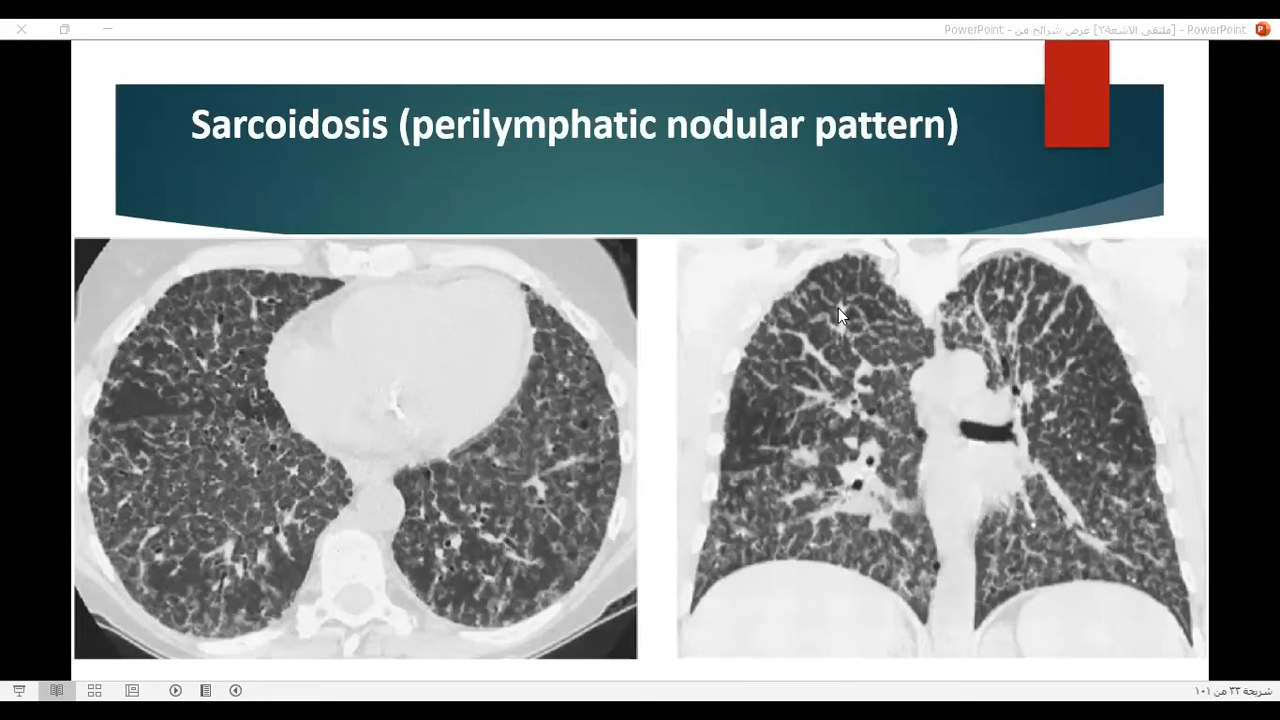 PowerPoint - [ملتقى الاشعة٢] عرض شرائح من - PowerPoint
Sarcoidosis (perilymphatic nodular pattern)
شريحة ٣٣ من ١٠١